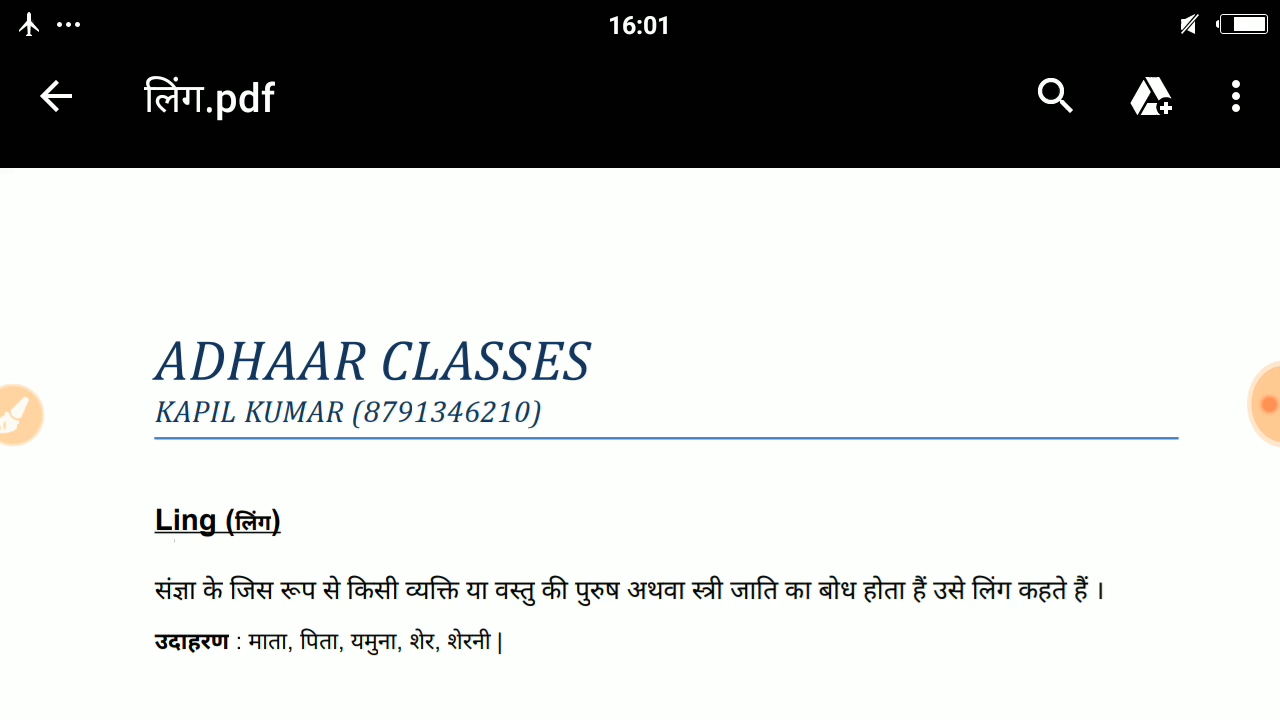 16:01
लिंग.pdf
ADHAAR CLASSES
KAPIL KUMAR (8791346210)
Ling (लिंग)
संज्ञा के जिस रूप से किसी व्यक्ति या वस्तु की पुरुष अथवा स्त्री जाति का बोध होता हैं उसे लिंग कहते हैं ।
उदाहरण : माता, पिता, यमुना, शेर, शेरनी |